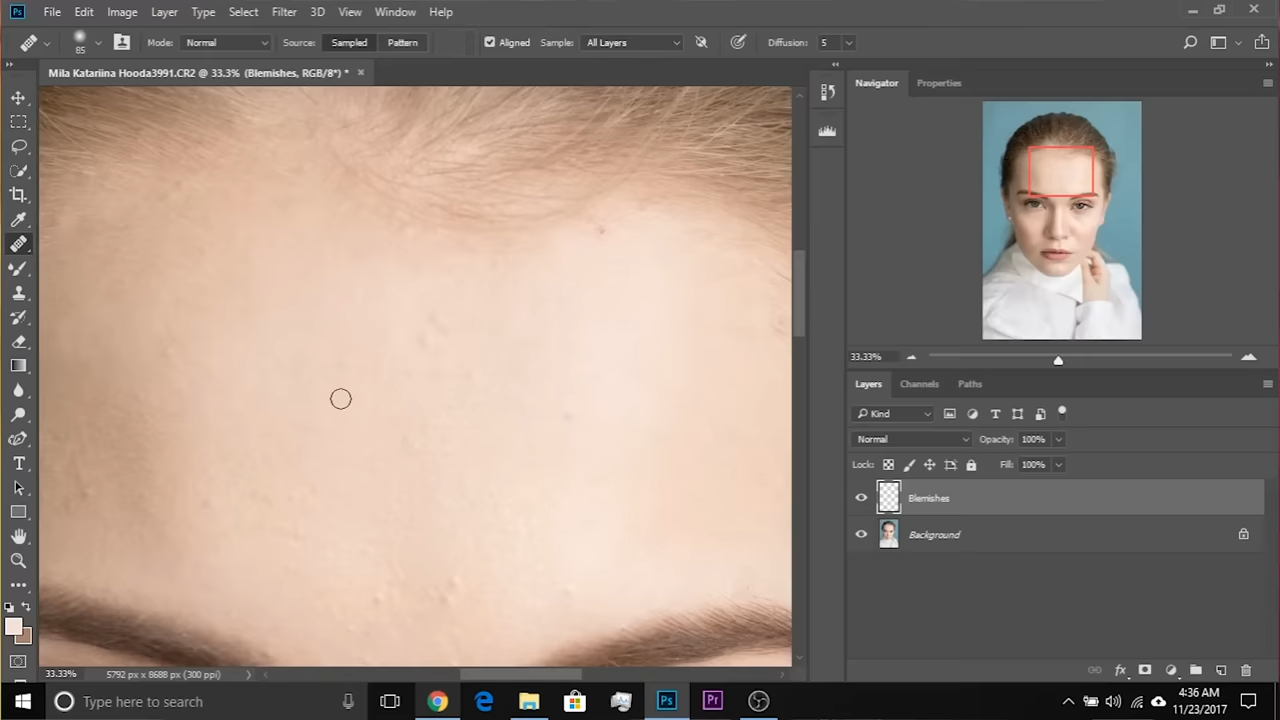 Ps File Edit Image Layer Type Select Filter 3D View Window Help
85 Mode: Normal Source: Sampled Pattern Aligned Sample: All Layers Diffusion: 5
Mila Katariina Hooda3991.CR2 @ 33.3% (Blemishes, RGB/8*) * ×
Navigator Properties
33.33%
Layers Channels Paths
Kind
Normal Opacity: 100%
Lock: Fill: 100%
Blemishes
Background
33.33% 5792 px x 8688 px (300 ppi)
Type here to search
Ps Pr
4:36 AM
11/23/2017